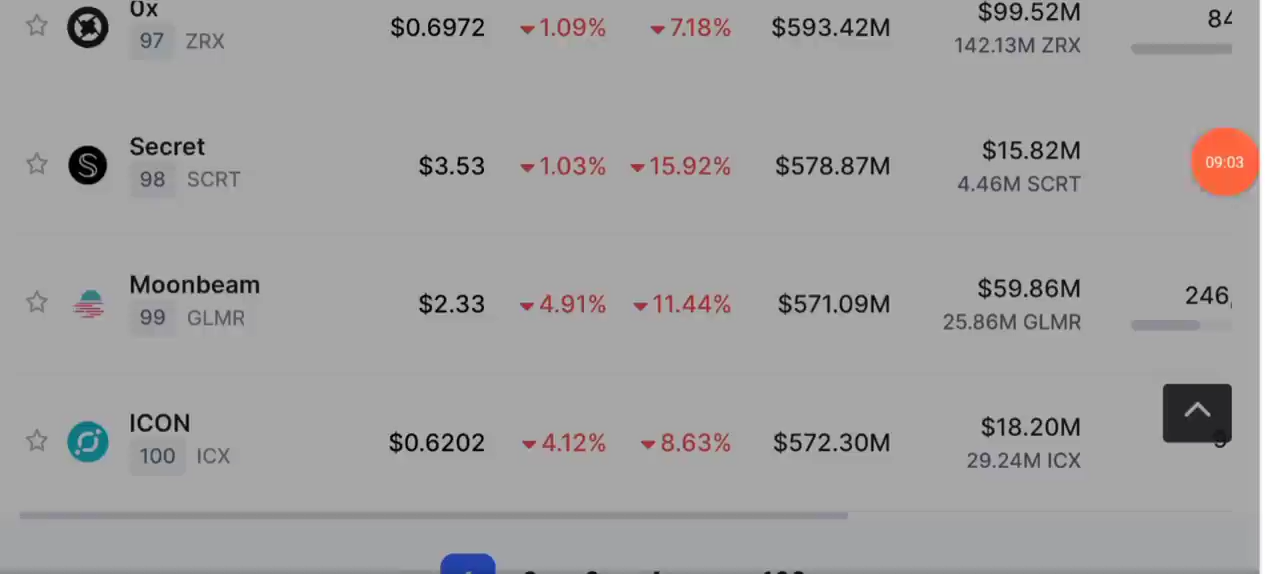 0x
97 ZRX $0.6972 1.09% 7.18% $593.42M $99.52M 84
142.13M ZRX
Secret
98 SCRT $3.53 1.03% 15.92% $578.87M $15.82M
4.46M SCRT
09:03
Moonbeam
99 GLMR $2.33 4.91% 11.44% $571.09M $59.86M 246,
25.86M GLMR
ICON
100 ICX $0.6202 4.12% 8.63% $572.30M $18.20M
29.24M ICX